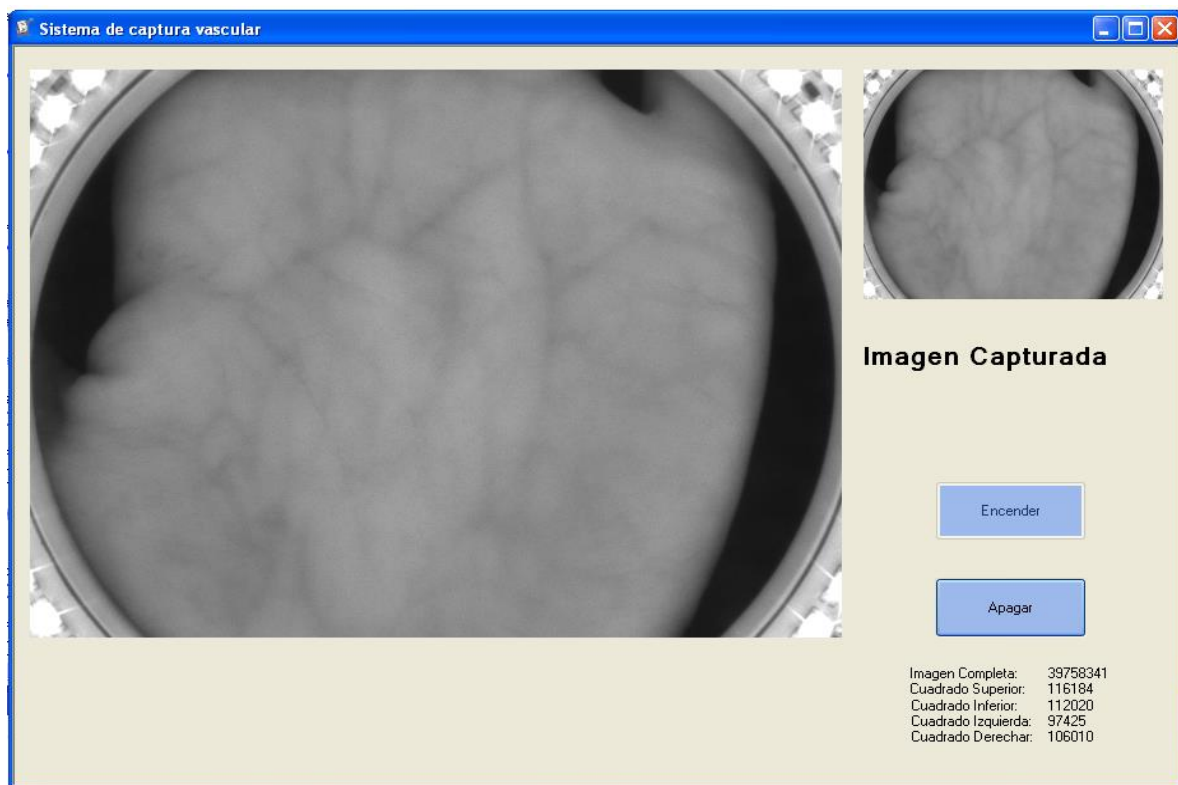 Sistema de captura vascular
Imagen Capturada
Encender
Apagar
Imagen Completa: 39758341
Cuadrado Superior: 116184
Cuadrado Inferior: 112020
Cuadrado Izquierda: 97425
Cuadrado Derechar: 106010